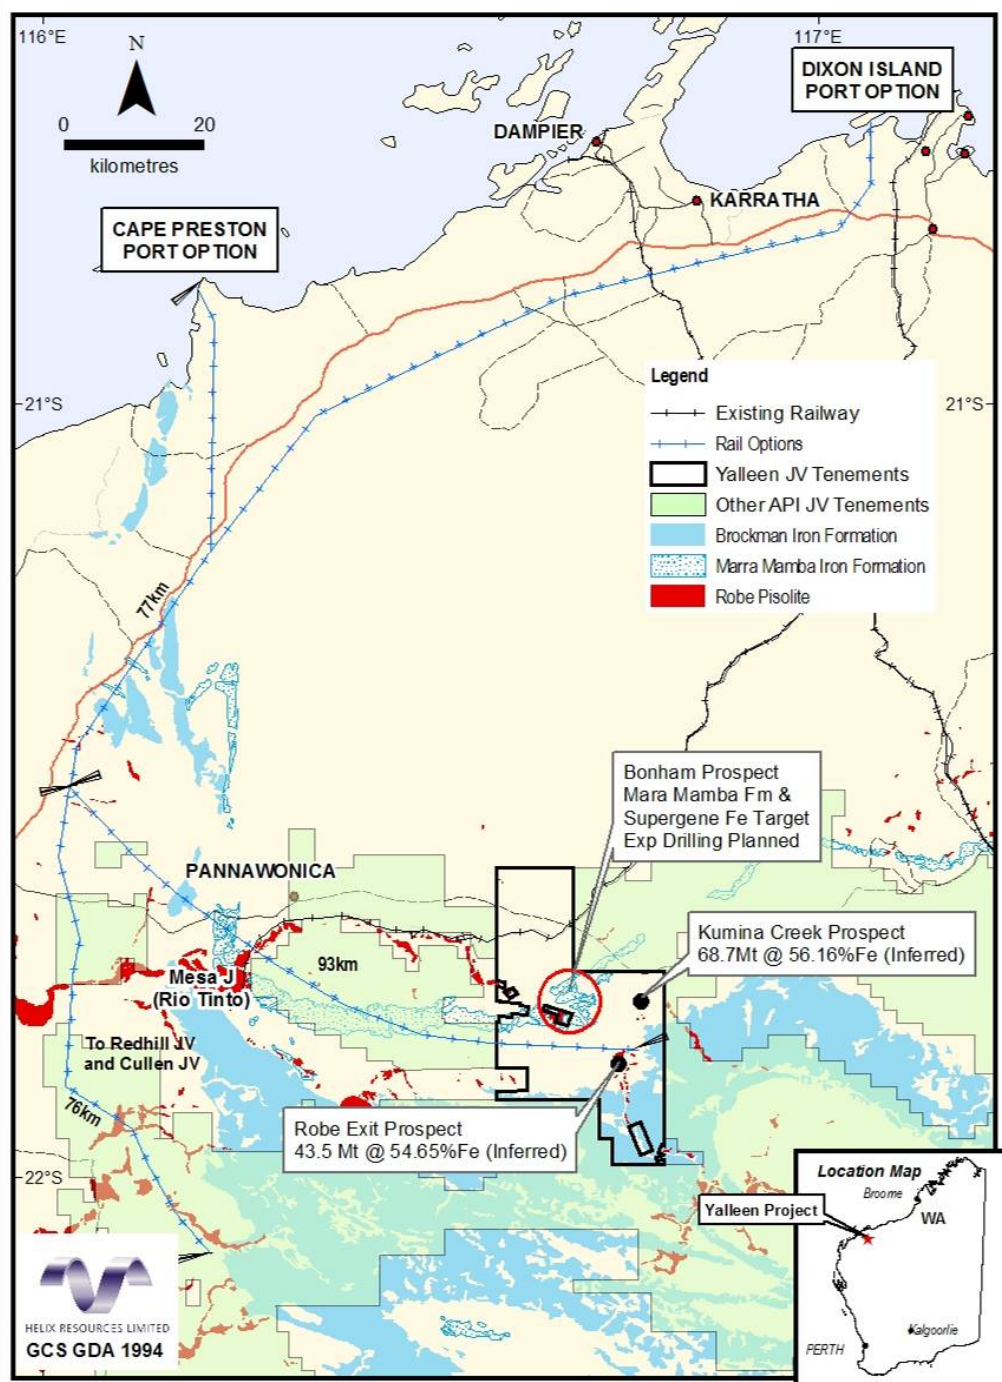 116°E
117°E
N
0 20
kilometres
DIXON ISLAND
PORT OPTION
DAMPIER
KARRATHA
CAPE PRESTON
PORT OPTION
Legend
Existing Railway
Rail Options
Yalleen JV Tenements
Other API JV Tenements
Brockman Iron Formation
Marra Mamba Iron Formation
Robe Pisolite
21°S
21°S
77km
Bonham Prospect
Mara Mamba Fm &
Supergene Fe Target
Exp Drilling Planned
PANNAWONICA
Kumina Creek Prospect
68.7Mt @ 56.16%Fe (Inferred)
93km
Mesa J
(Rio Tinto)
To Redhill JV
and Cullen JV
76km
Robe Exit Prospect
43.5 Mt @ 54.65%Fe (Inferred)
22°S
Location Map
Broome
WA
Yalleen Project
Kalgoorlie
PERTH
HELIX RESOURCES LIMITED
GCS GDA 1994